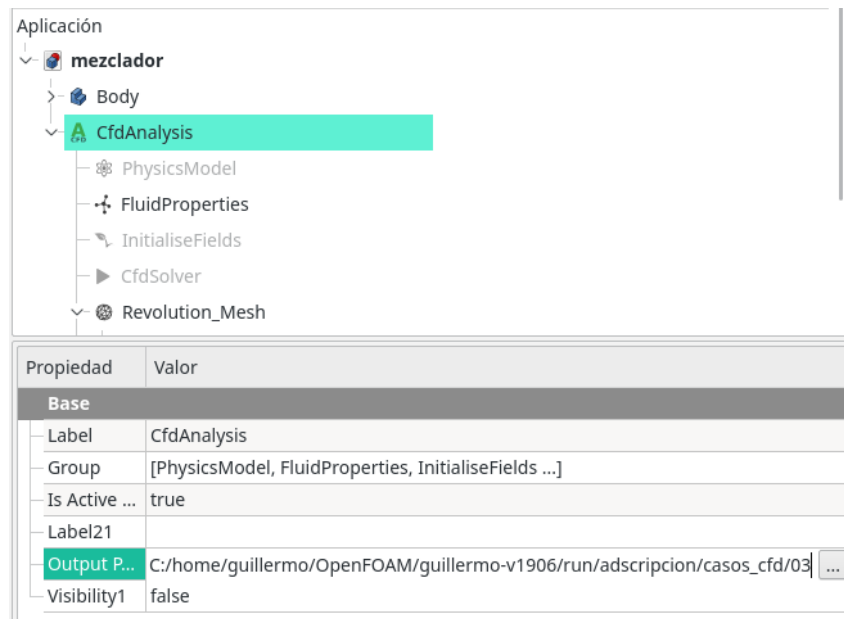 Aplicación
mezclador
Body
CfdAnalysis
PhysicsModel
FluidProperties
InitialiseFields
CfdSolver
Revolution_Mesh
Propiedad Valor
Base
Label CfdAnalysis
Group [PhysicsModel, FluidProperties, InitialiseFields ...]
Is Active ... true
Label21
Output P... C:/home/guillermo/OpenFOAM/guillermo-v1906/run/adscripcion/casos_cfd/03 ...
Visibility1 false